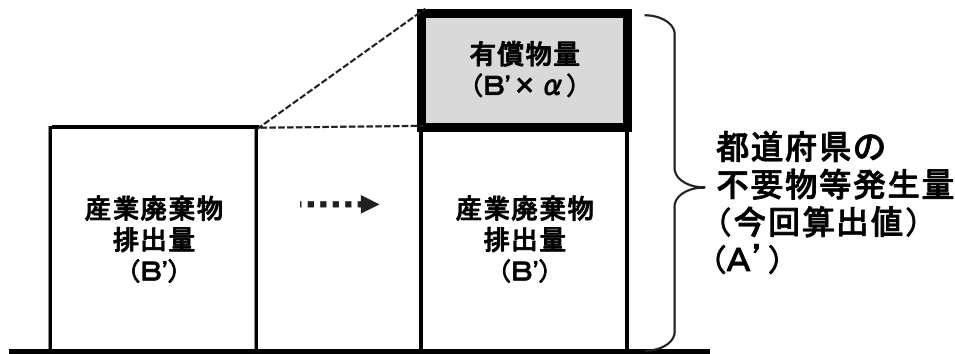 有償物量
(B'×α)
産業廃棄物
排出量
(B')
産業廃棄物
排出量
(B')
都道府県の
不要物等発生量
(今回算出値)
(A')